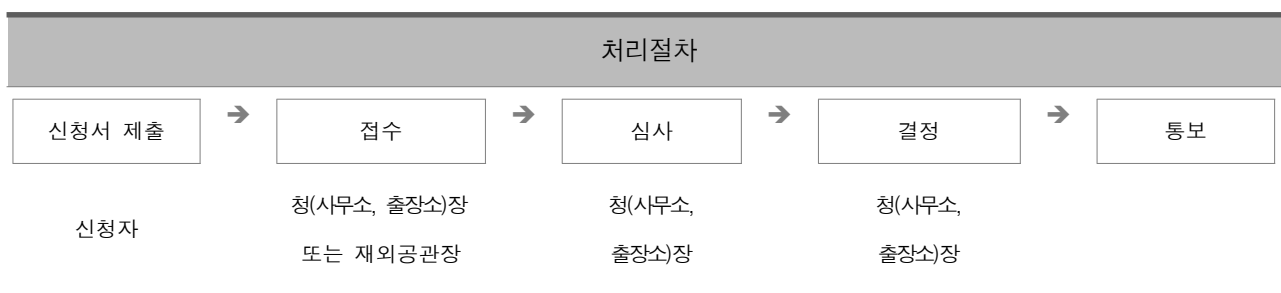 처리절차
신청서 제출 ➔ 접수 ➔ 심사 ➔ 결정 ➔ 통보
신청자
청(사무소, 출장소)장
또는 재외공관장
청(사무소,
출장소)장
청(사무소,
출장소)장